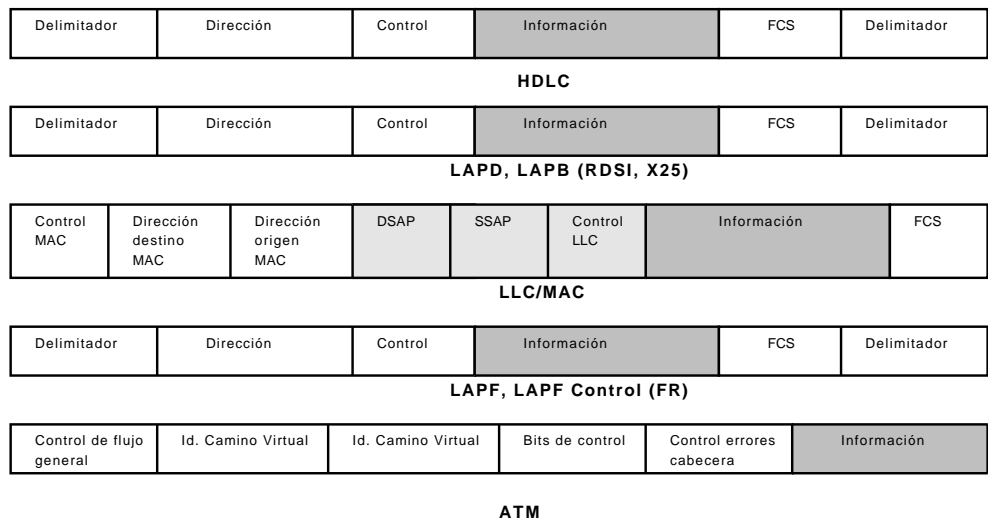 Delimitador Dirección Control Información FCS Delimitador
HDLC
Delimitador Dirección Control Información FCS Delimitador
LAPD, LAPB (RDSI, X25)
Control MAC Dirección destino MAC Dirección origen MAC DSAP SSAP Control LLC Información FCS
LLC/MAC
Delimitador Dirección Control Información FCS Delimitador
LAPF, LAPF Control (FR)
Control de flujo general Id. Camino Virtual Id. Camino Virtual Bits de control Control errores cabecera Información
ATM